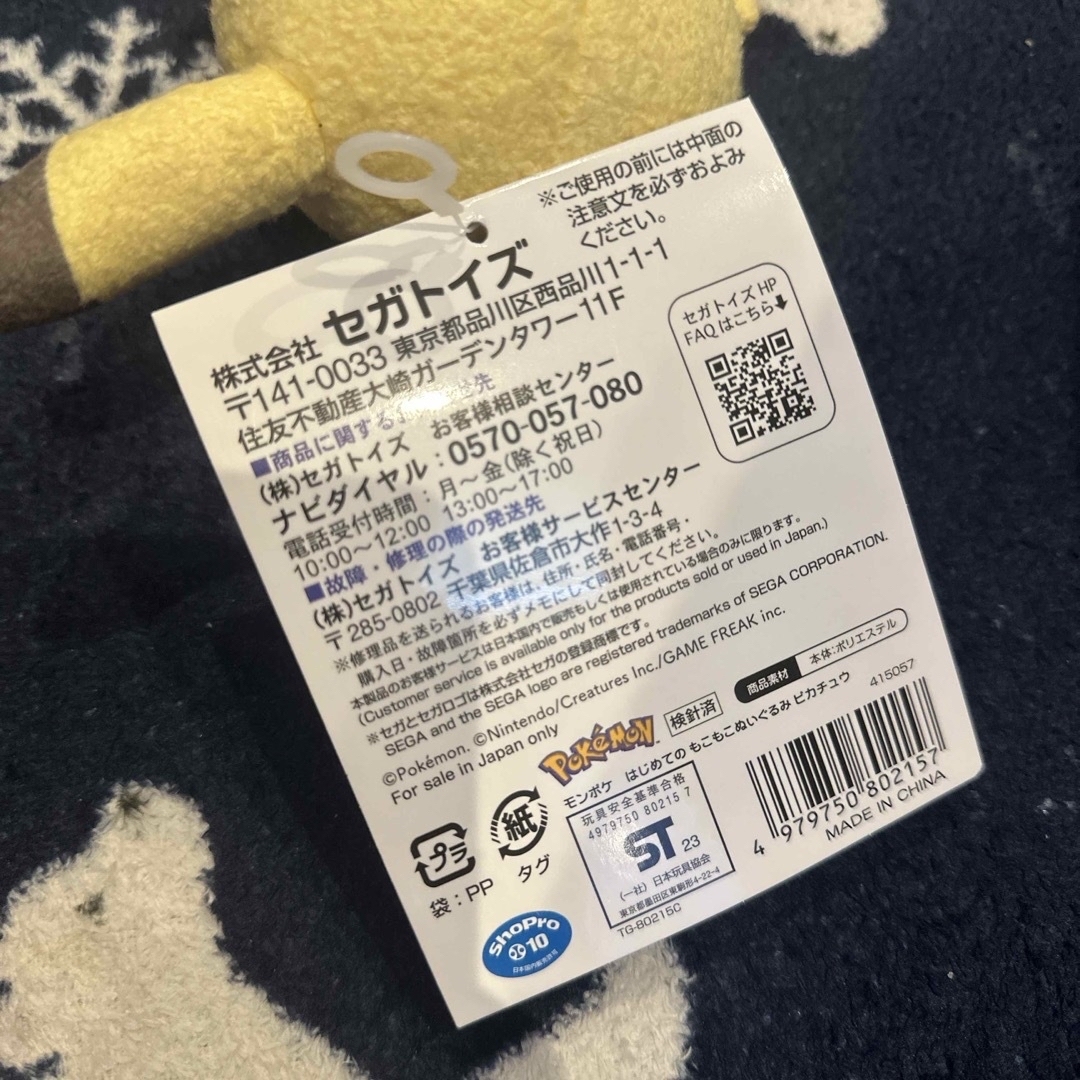 ※ご使用の前には中面の
注意文を必ずおよみ
ください。
株式会社 セガトイズ
〒141-0033 東京都品川区西品川1-1-1
住友不動産大崎ガーデンタワー11F
セガトイズHP
FAQはこちら
■商品に関する
(株)セガトイズ お客様相談センター
ナビダイヤル:0570-057-080
電話受付時間:月〜金(除く祝日)
10:00〜12:00 13:00〜17:00
■故障・修理の際の発送先
(株)セガトイズ お客様サービスセンター
〒285-0802 千葉県佐倉市大作1-3-4
※修理品を送られるお客様は、住所・氏名・電話番号・
購入日・故障箇所を必ずメモにして同封してください。
本製品のお客様サービスは日本国内で販売もしくは使用されている場合のみに限ります。
(Customer service is available only for the products sold or used in Japan.)
※セガとセガロゴは株式会社セガの登録商標です。
SEGA and the SEGA logo are registered trademarks of SEGA CORPORATION.
©Pokémon. ©Nintendo/Creatures Inc./GAME FREAK inc.
For sale in Japan only
POKéMON
検針済
商品素材 本体:ポリエステル
モンポケ はじめての もこもこぬいぐるみ ピカチュウ 415057
プラ
袋:PP
紙
タグ
玩具安全基準合格
4979750 80215 7
ST 23
(一社)日本玩具協会
東京都墨田区東駒形4-22-4
TG-80215C
4 979750 802157
MADE IN CHINA
ShoPro
10
日本国内販売許可